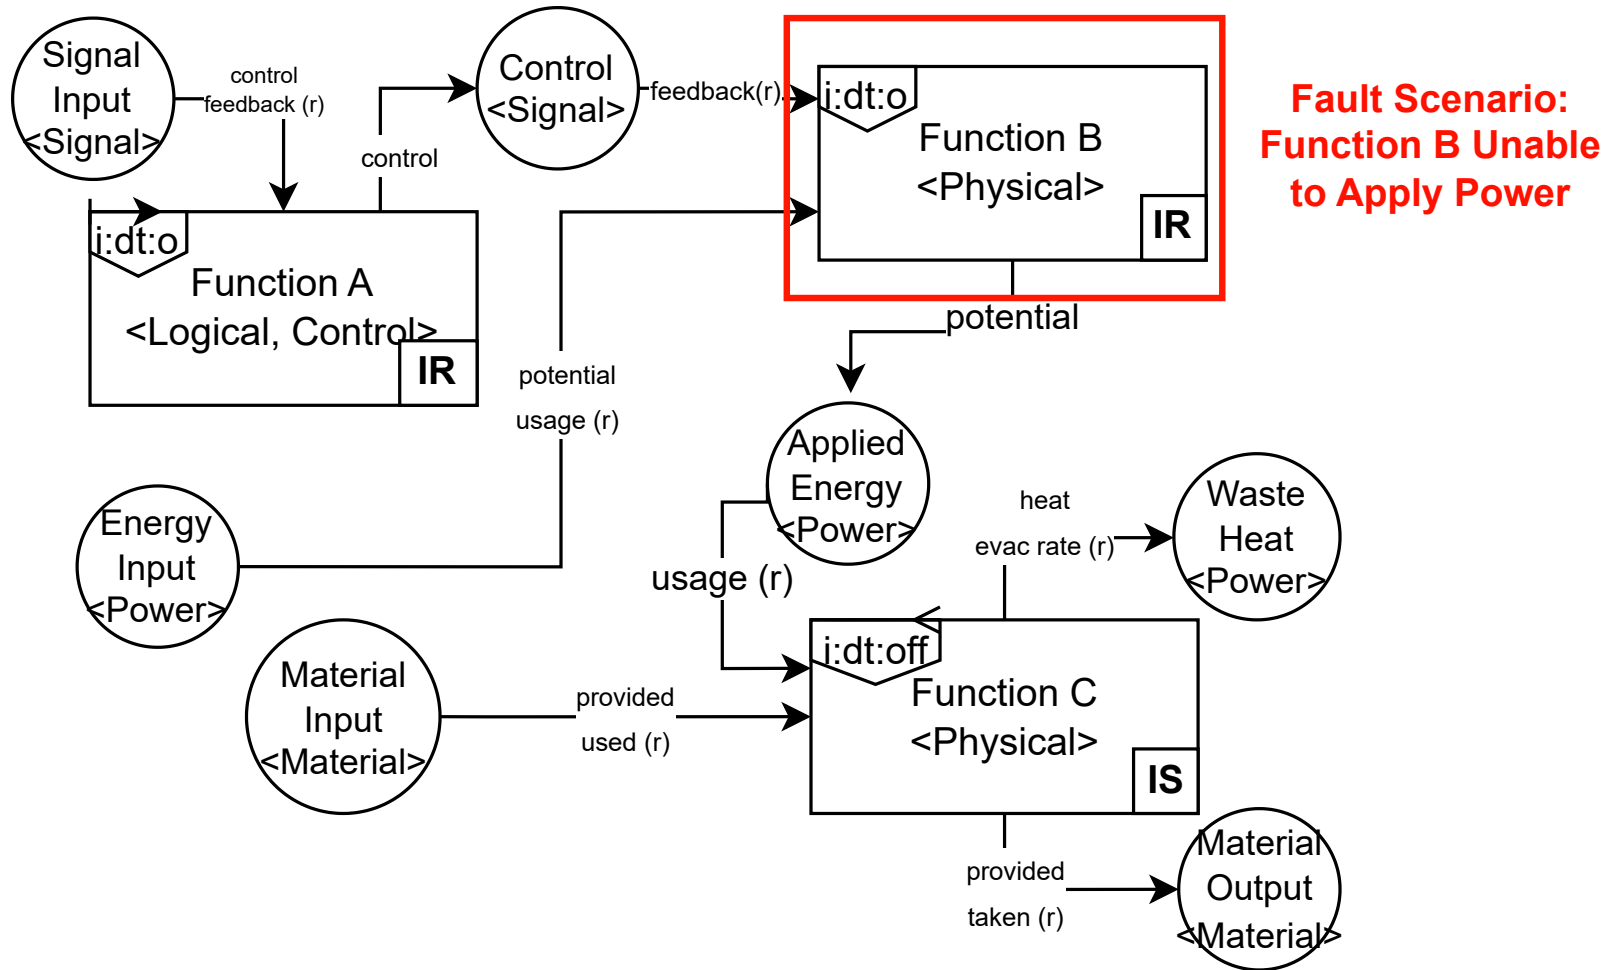 Signal
Input
<Signal>
control
feedback (r)
control
Control
<Signal>
feedback(r)
i:dt:o
Function B
<Physical>
IR
Fault Scenario:
Function B Unable
to Apply Power
i:dt:o
Function A
<Logical, Control>
IR
potential
usage (r)
potential
Energy
Input
<Power>
Applied
Energy
<Power>
usage (r)
heat
evac rate (r)
Waste
Heat
<Power>
Material
Input
<Material>
provided
used (r)
i:dt:off
Function C
<Physical>
IS
provided
taken (r)
Material
Output
<Material>